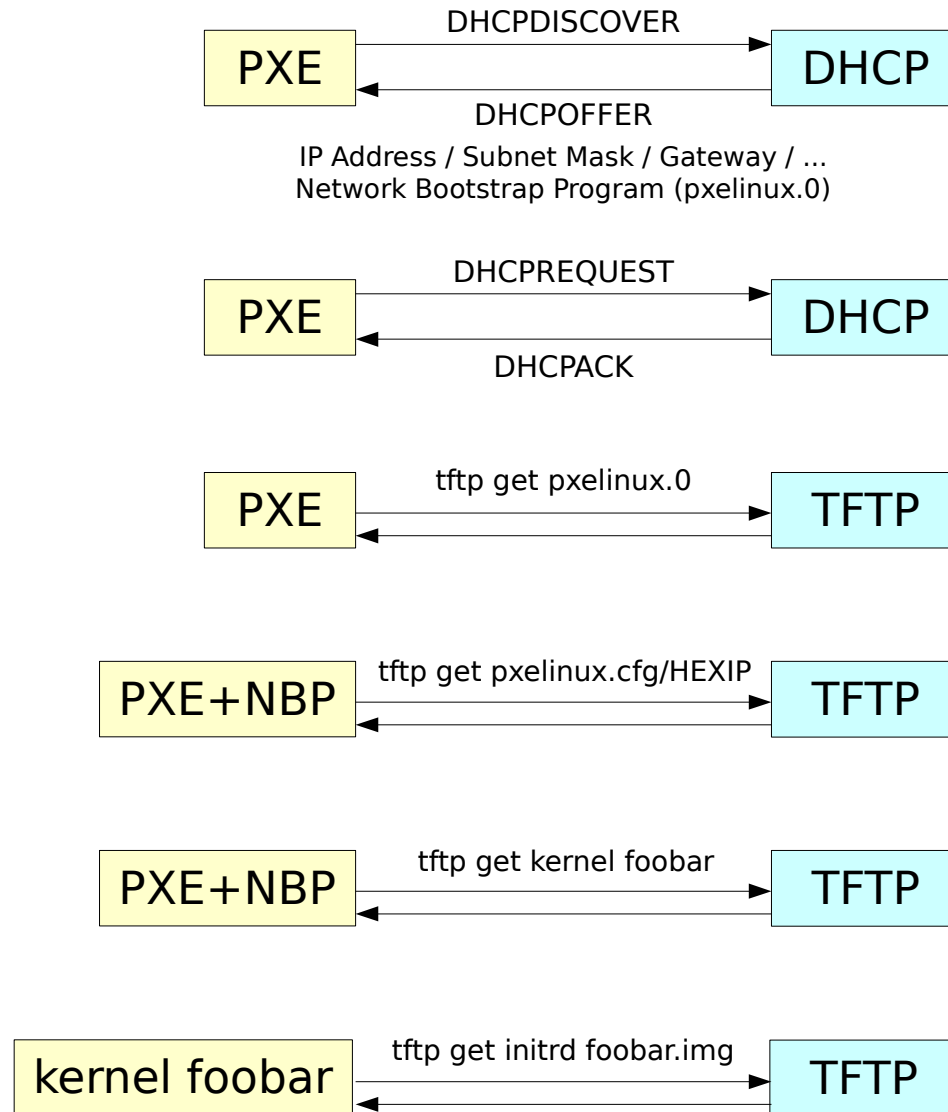 DHCPDISCOVER
PXE DHCP
DHCPOFFER
IP Address / Subnet Mask / Gateway / ...
Network Bootstrap Program (pxelinux.0)
DHCPREQUEST
PXE DHCP
DHCPACK
tftp get pxelinux.0
PXE TFTP
tftp get pxelinux.cfg/HEXIP
PXE+NBP TFTP
tftp get kernel foobar
PXE+NBP TFTP
tftp get initrd foobar.img
kernel foobar TFTP